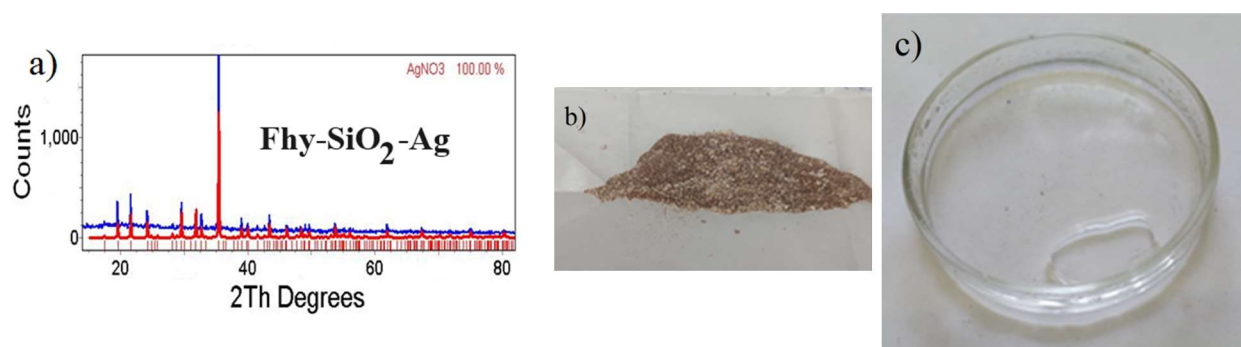 a)
AgNO3 100.00 %
Fhy-SiO2-Ag
Counts
1,000
0
20 40 60 80
2Th Degrees
b)
c)